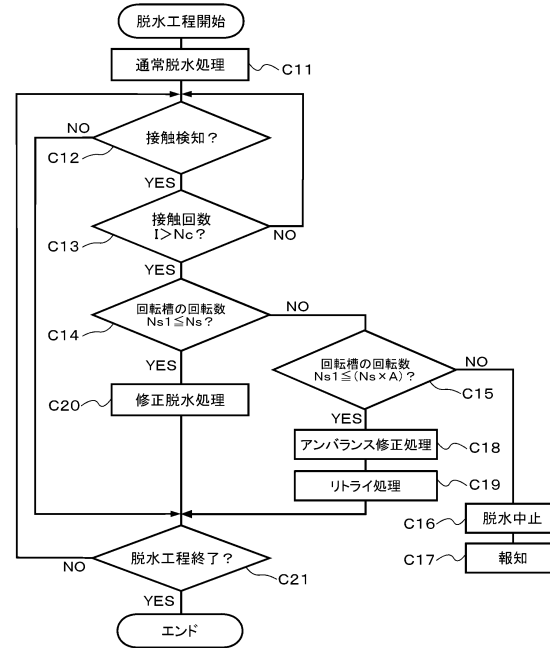 脱水工程開始
通常脱水処理
C11
NO
接触検知？
C12
YES
接触回数
I＞Nc？
NO
C13
YES
回転槽の回転数
Ns1≦Ns？
NO
C14
YES
回転槽の回転数
Ns1≦(Ns×A)？
NO
C15
修正脱水処理
C20
YES
アンバランス修正処理
C18
リトライ処理
C19
C16
脱水中止
C17
報知
脱水工程終了？
NO
C21
YES
エンド